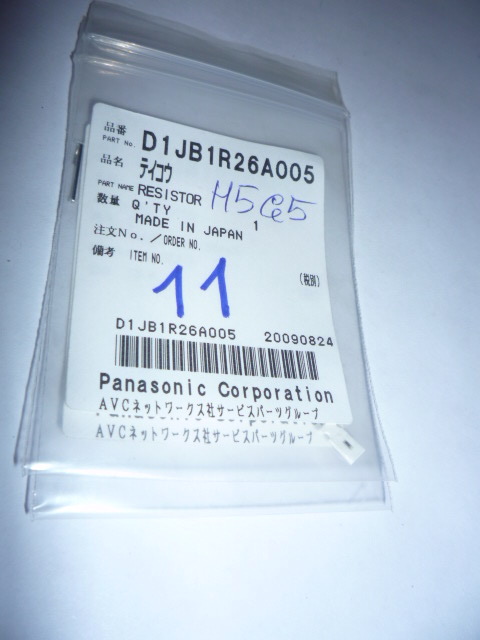 品番
PART No. D1JB1R26A005
品名 テイコウ
PART NAME RESISTOR
数量 Q'TY 1
MADE IN JAPAN
注文No./ORDER NO.
備考 ITEM NO. (税別)
11
D1JB1R26A005 20090824
Panasonic Corporation
AVCネットワークス社サービスパーツグループ
AVCネットワークス社サービスパーツグループ